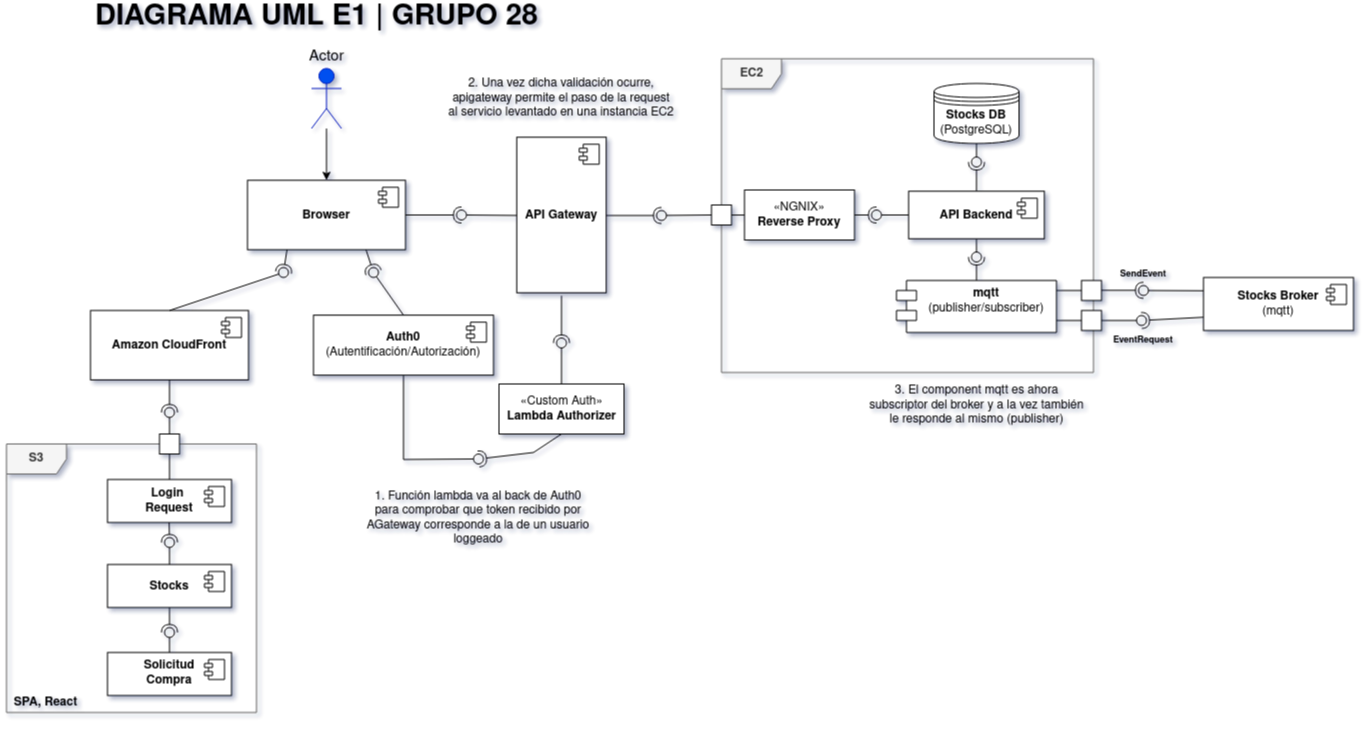 DIAGRAMA UML E1 | GRUPO 28
Actor
2. Una vez dicha validación ocurre,
apigateway permite el paso de la request
al servicio levantado en una instancia EC2
EC2
Stocks DB
(PostgreSQL)
Browser
API Gateway
«NGNIX»
Reverse Proxy
API Backend
SendEvent
mqtt
(publisher/subscriber)
Stocks Broker
(mqtt)
EventRequest
Amazon CloudFront
Auth0
(Autentificación/Autorización)
«Custom Auth»
Lambda Authorizer
3. El component mqtt es ahora
subscriptor del broker y a la vez también
le responde al mismo (publisher)
S3
Login
Request
1. Función lambda va al back de Auth0
para comprobar que token recibido por
AGateway corresponde a la de un usuario
loggeado
Stocks
Solicitud
Compra
SPA, React